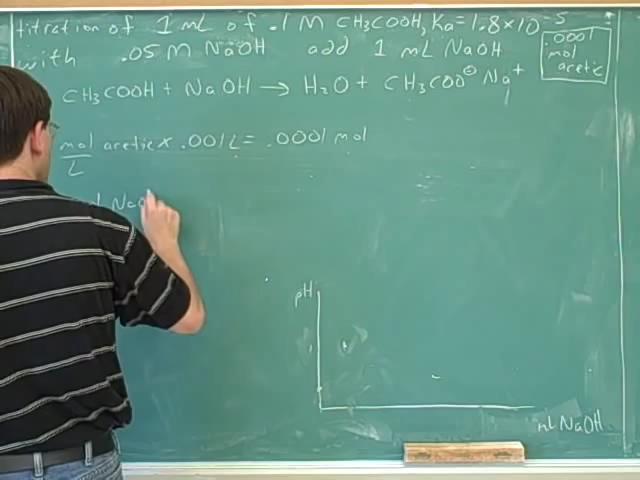 titration of 1 mL of .1 M CH3COOH, Ka = 1.8 x 10^-5
with .05 M NaOH add 1 mL NaOH
.0001
mol
acetic
CH3COOH + NaOH → H2O + CH3COO⊖ Na+
mol/L acetic x .001 L = .0001 mol
NaO
pH
mL NaOH